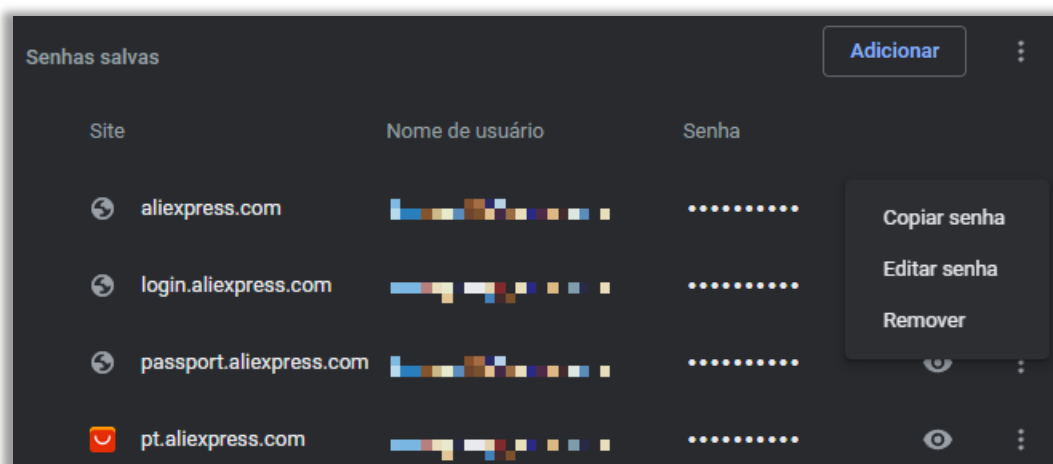 Senhas salvas Adicionar
Site Nome de usuário Senha
aliexpress.com ••••••••••
Copiar senha
login.aliexpress.com ••••••••••
Editar senha
Remover
passport.aliexpress.com ••••••••••
pt.aliexpress.com ••••••••••